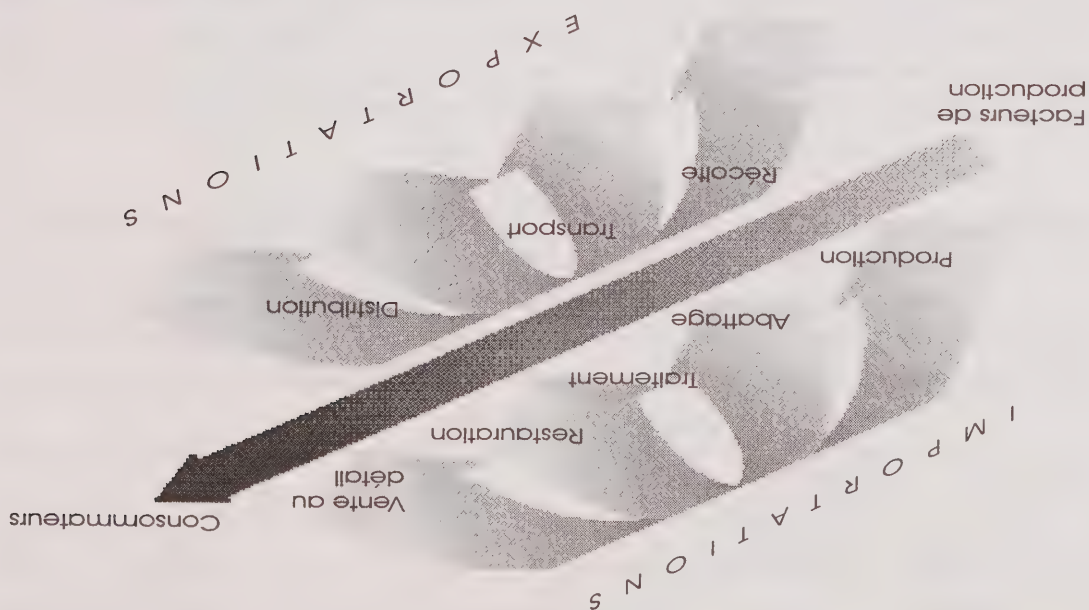 IMPORTATIONS
Consommateurs
Vente au
détail
Restauration
Traitement
Distribution
Abattage
Production
Transport
Récolte
Facteurs de
production
EXPORTATIONS